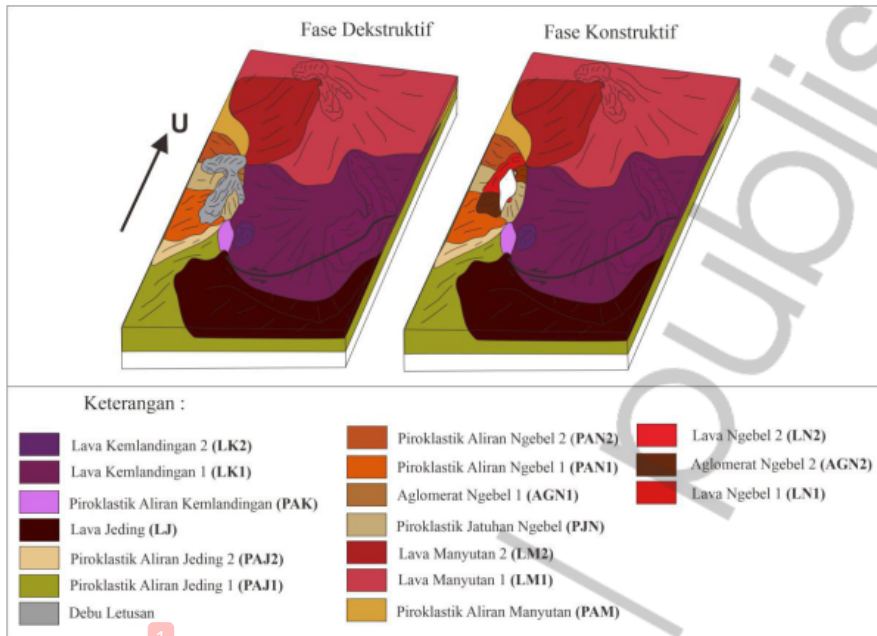 Fase Dekstruktif
Fase Konstruktif
U
Keterangan :
Lava Kemlandingan 2 (LK2)
Lava Kemlandingan 1 (LK1)
Piroklastik Aliran Kemlandingan (PAK)
Lava Jeding (LJ)
Piroklastik Aliran Jeding 2 (PAJ2)
Piroklastik Aliran Jeding 1 (PAJ1)
Debu Letusan
Piroklastik Aliran Ngebel 2 (PAN2)
Piroklastik Aliran Ngebel 1 (PAN1)
Aglomerat Ngebel 1 (AGN1)
Piroklastik Jatuhan Ngebel (PJN)
Lava Manyutan 2 (LM2)
Lava Manyutan 1 (LM1)
Piroklastik Aliran Manyutan (PAM)
Lava Ngebel 2 (LN2)
Aglomerat Ngebel 2 (AGN2)
Lava Ngebel 1 (LN1)
l publis
1